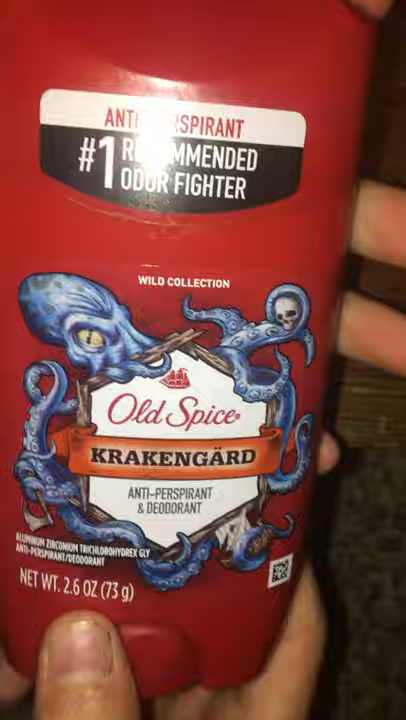 ANTI-PERSPIRANT
#1 RECOMMENDED
ODOR FIGHTER
WILD COLLECTION
Old Spice
KRAKENGÄRD
ANTI-PERSPIRANT
& DEODORANT
ALUMINUM ZIRCONIUM TRICHLOROHYDREX GLY
ANTI-PERSPIRANT/DEODORANT
NET WT. 2.6 OZ (73 g)